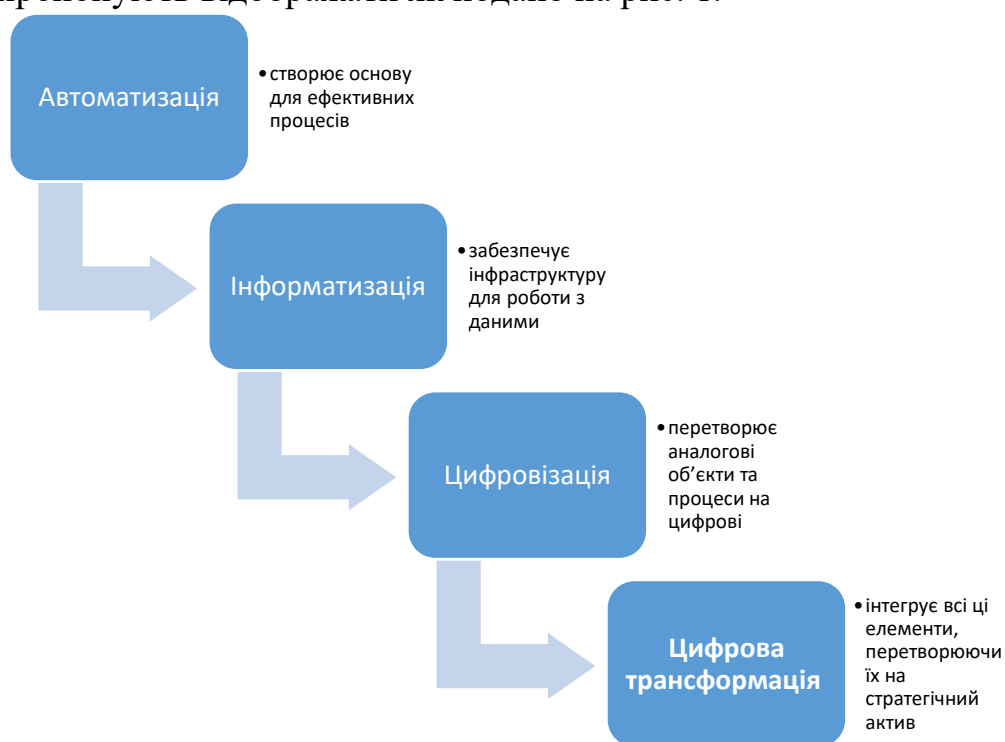 Автоматизація
• створює основу
для ефективних
процесів
Інформатизація
• забезпечує
інфраструктуру
для роботи з
даними
Цифровізація
• перетворює
аналогові
об’єкти та
процеси на
цифрові
Цифрова
трансформація
• інтегрує всі ці
елементи,
перетворюючи
їх на
стратегічний
актив